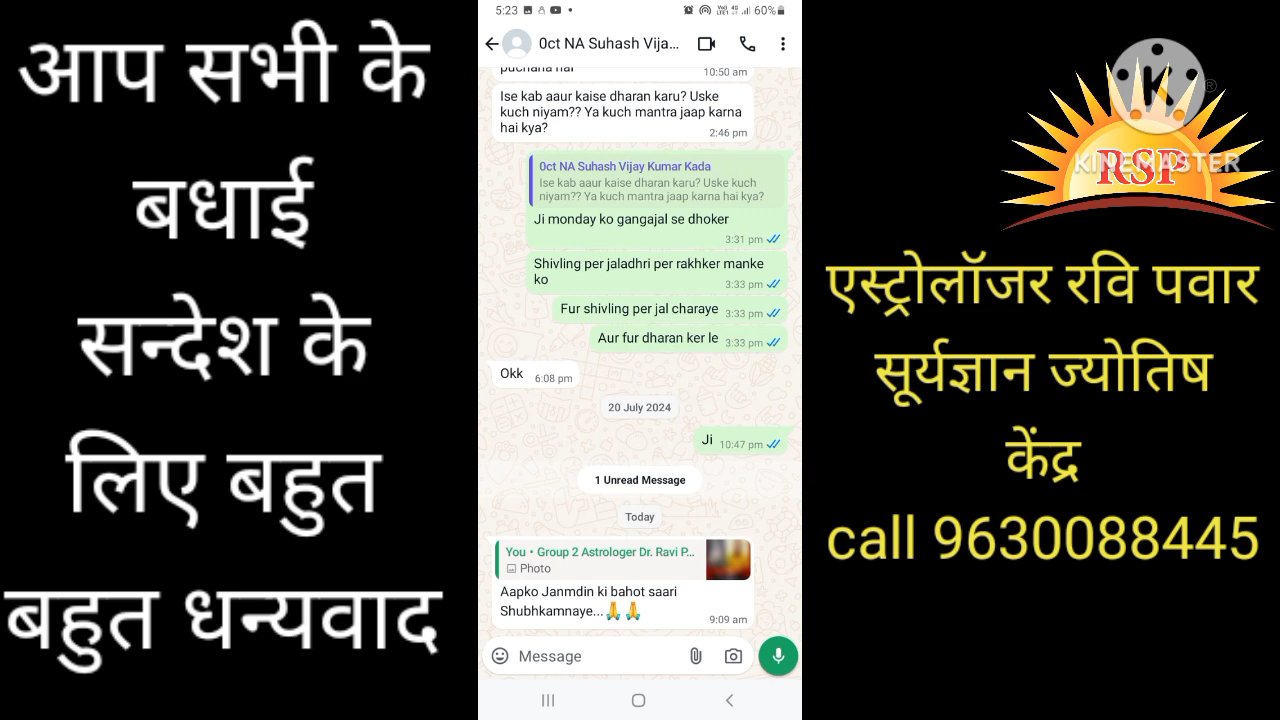 आप सभी के
बधाई
सन्देश के
लिए बहुत
बहुत धन्यवाद
5:23
60%
0ct NA Suhash Vija...
puchana hai
10:50 am
Ise kab aaur kaise dharan karu? Uske
kuch niyam?? Ya kuch mantra jaap karna
hai kya?
2:46 pm
0ct NA Suhash Vijay Kumar Kada
Ise kab aaur kaise dharan karu? Uske kuch
niyam?? Ya kuch mantra jaap karna hai kya?
Ji monday ko gangajal se dhoker
3:31 pm
Shivling per jaladhri per rakhker manke
ko
3:33 pm
Fur shivling per jal charaye 3:33 pm
Aur fur dharan ker le 3:33 pm
Okk 6:08 pm
20 July 2024
Ji 10:47 pm
1 Unread Message
Today
You • Group 2 Astrologer Dr. Ravi P...
Photo
Aapko Janmdin ki bahot saari
Shubhkamnaye...🙏🙏
9:09 am
Message
K
®
RSP
KINEMASTER
एस्ट्रोलॉजर रवि पवार
सूर्यज्ञान ज्योतिष
केंद्र
call 9630088445